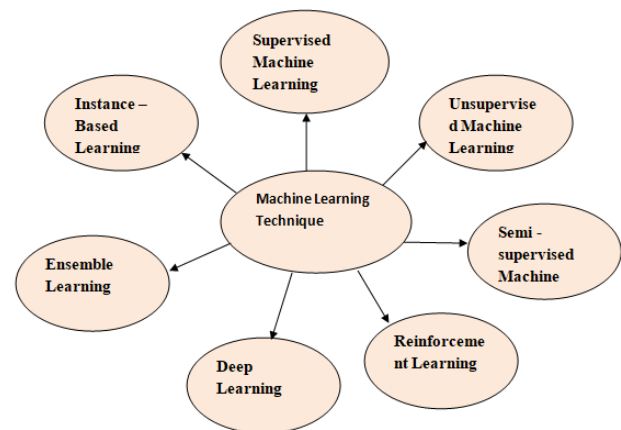 Supervised
Machine
Learning
Instance –
Based
Learning
Unsupervise
d Machine
Learning
Machine Learning
Technique
Semi -
supervised
Machine
Ensemble
Learning
Reinforceme
nt Learning
Deep
Learning